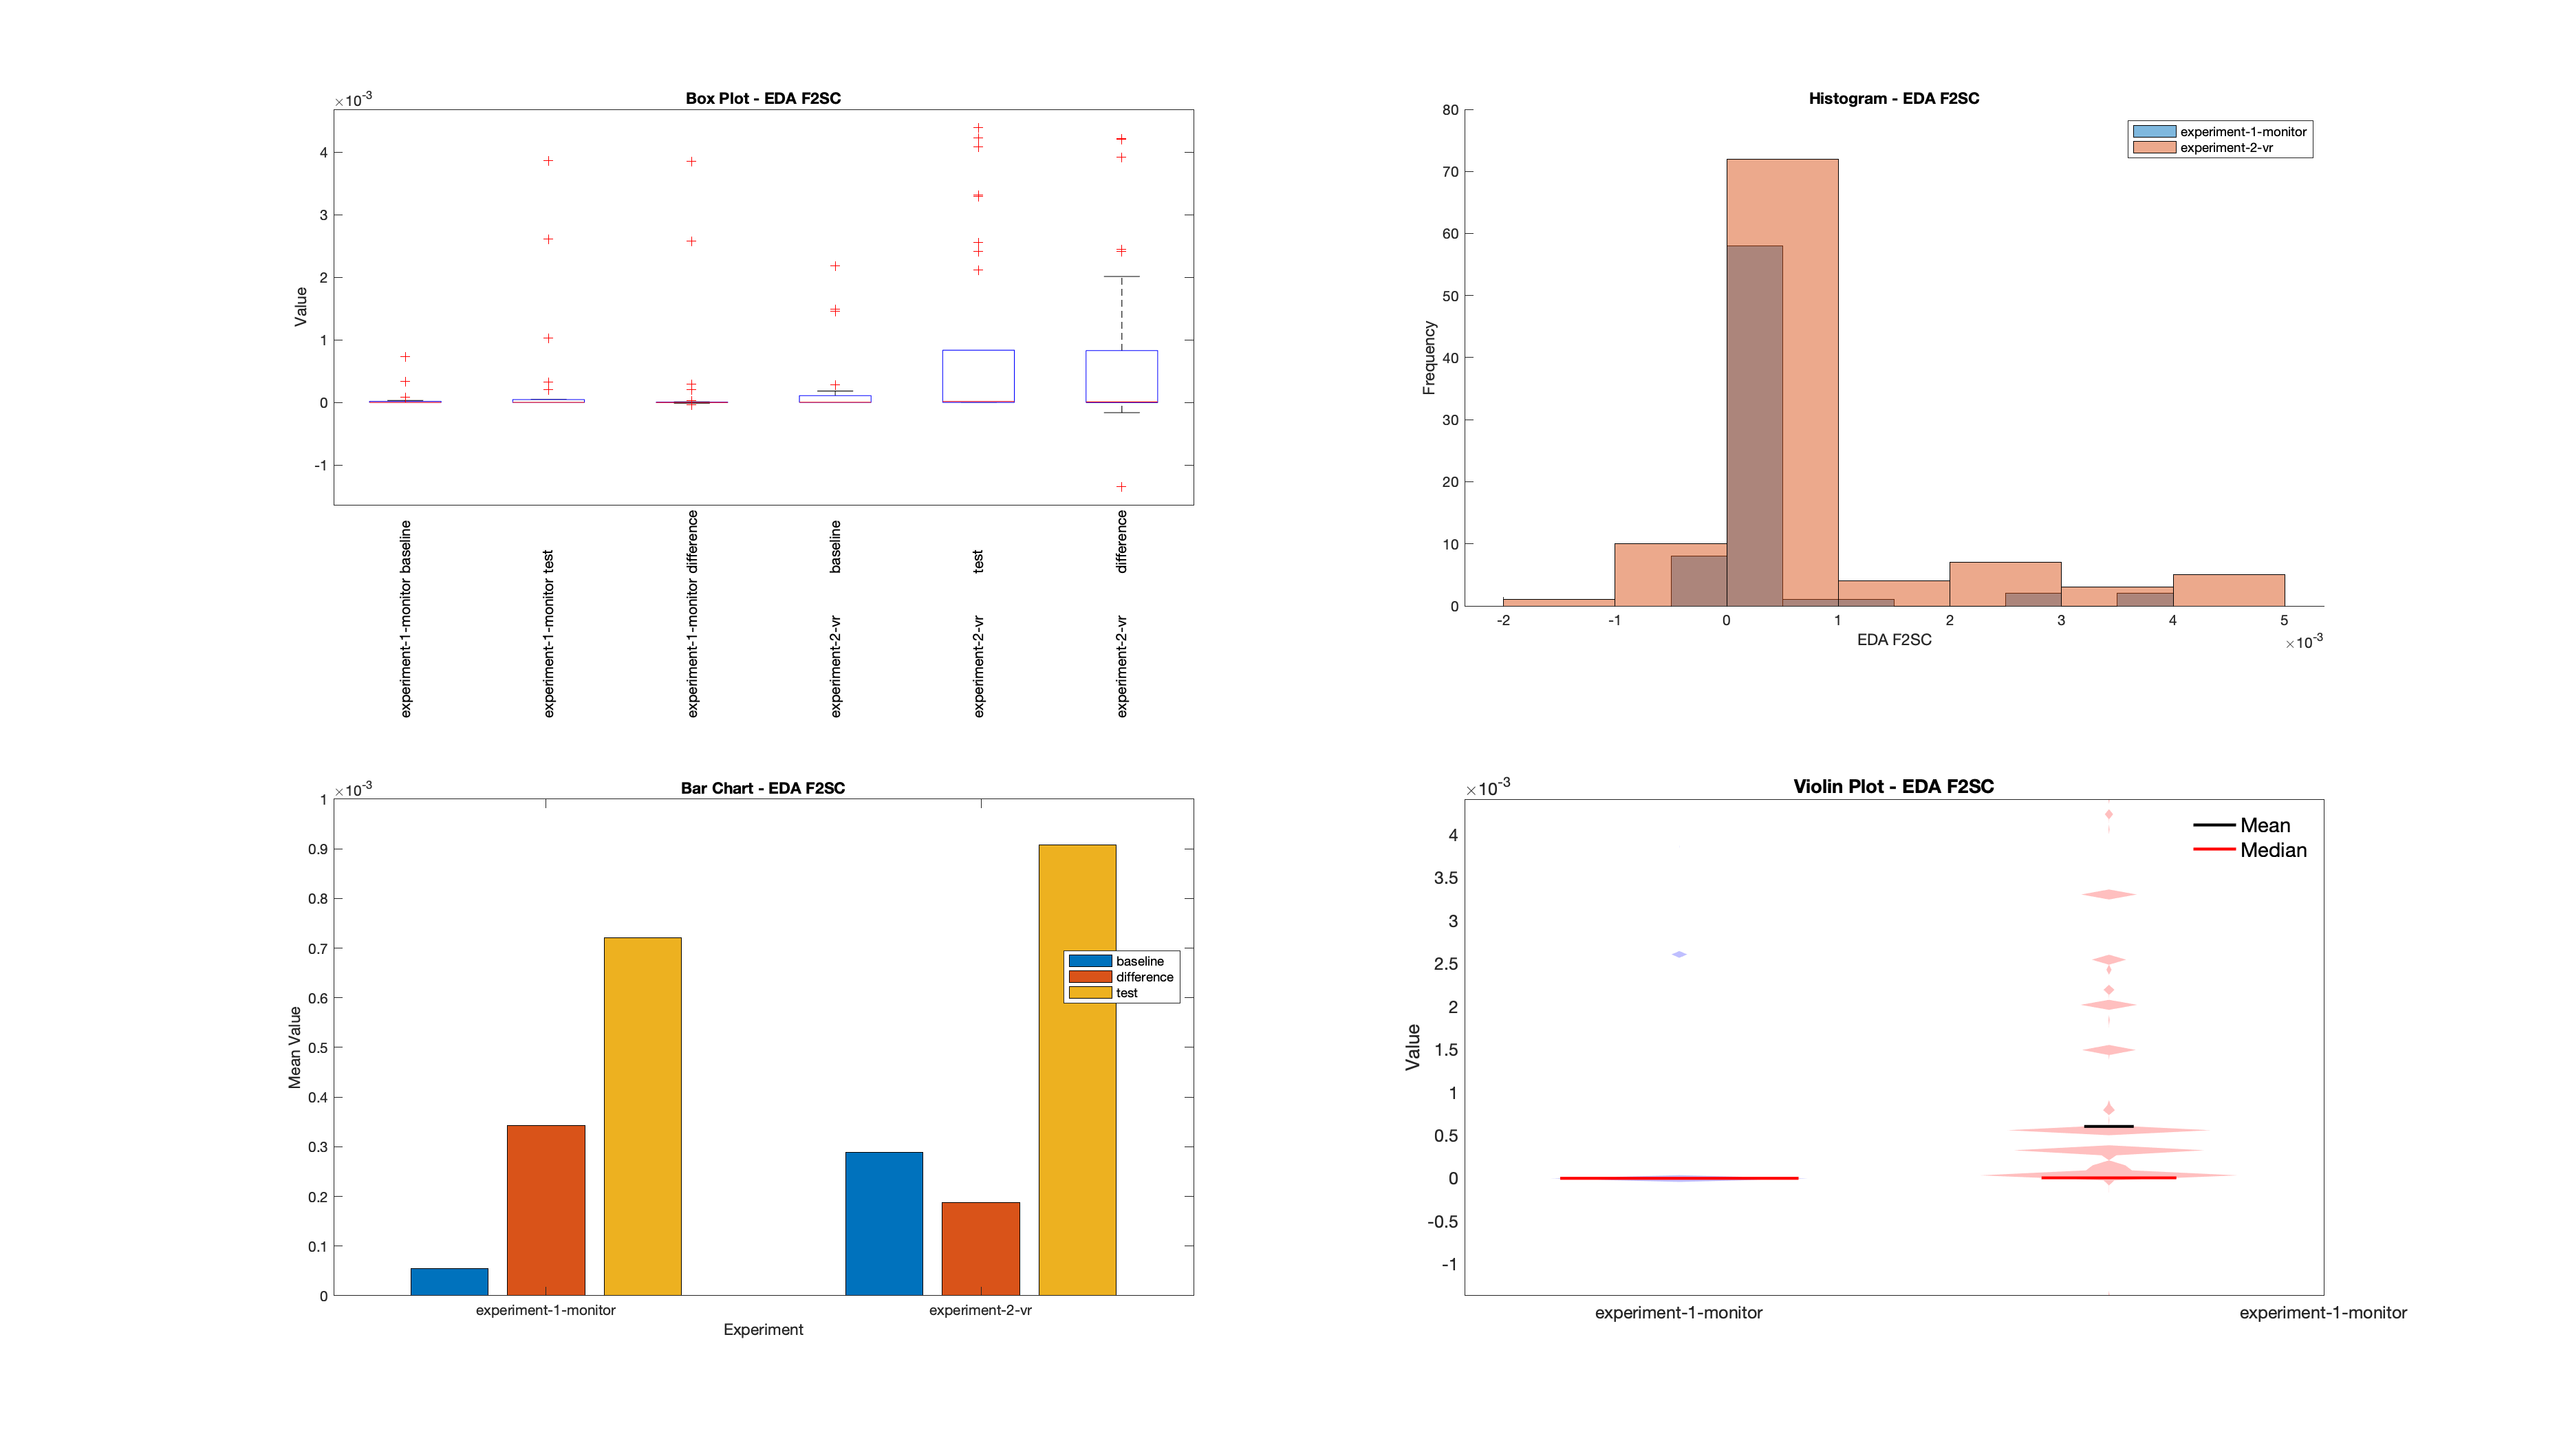 Box Plot - EDA F2SC
×10-3
4
3
2
1
0
-1
Value
experiment-1-monitor baseline
experiment-1-monitor test
experiment-1-monitor difference
experiment-2-vr baseline
experiment-2-vr test
experiment-2-vr difference
Histogram - EDA F2SC
80
70
60
50
40
30
20
10
0
Frequency
experiment-1-monitor
experiment-2-vr
-2 -1 0 1 2 3 4 5
EDA F2SC
×10-3
Bar Chart - EDA F2SC
×10-3
1
0.9
0.8
0.7
0.6
0.5
0.4
0.3
0.2
0.1
0
Mean Value
baseline
difference
test
experiment-1-monitor experiment-2-vr
Experiment
Violin Plot - EDA F2SC
×10-3
4
3.5
3
2.5
2
1.5
1
0.5
0
-0.5
-1
Value
Mean
Median
experiment-1-monitor experiment-1-monitor